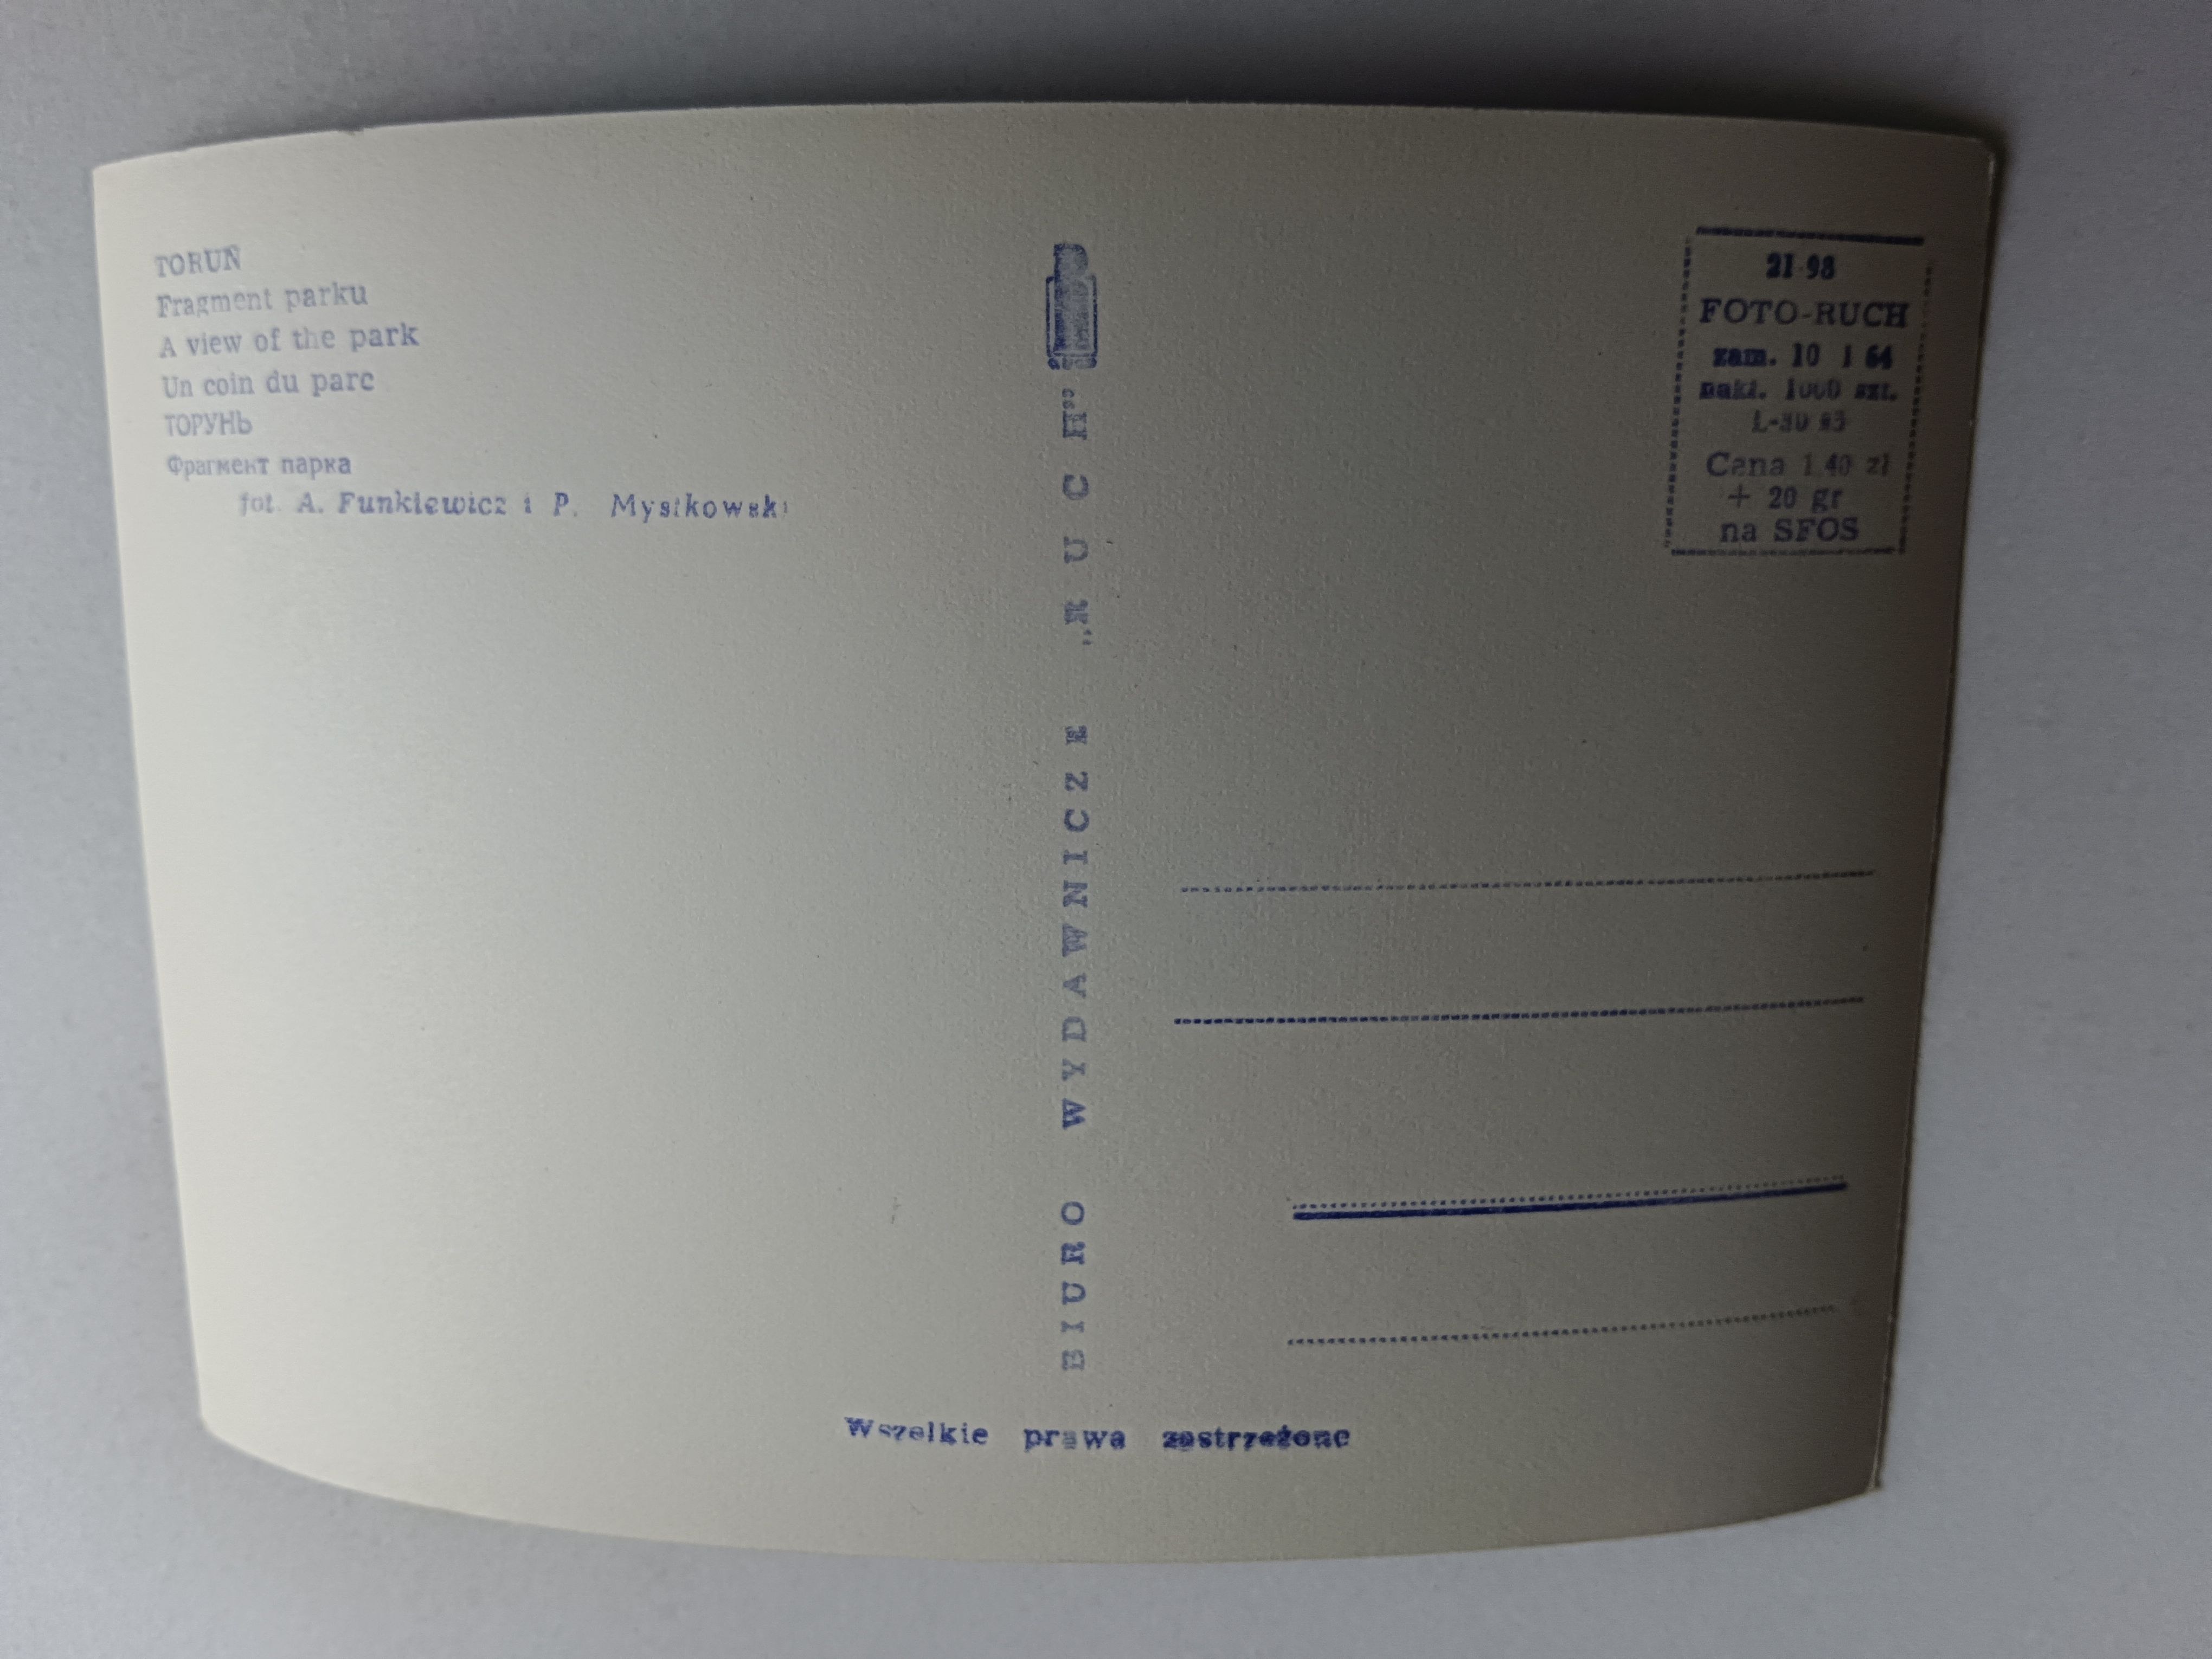 TORUŃ
Fragment parku
A view of the park
Un coin du parc
ТОРУНЬ
Фрагмент парка
fot. A. Funkiewicz i P. Mystkowski
BIURO WYDAWNICZE „RUCH"
21-98
FOTO-RUCH
zam. 10 1 64
nakł. 1000 szt.
Cena 1.40 zł
+ 20 gr
na SFOS
Wszelkie prawa zastrzeżone